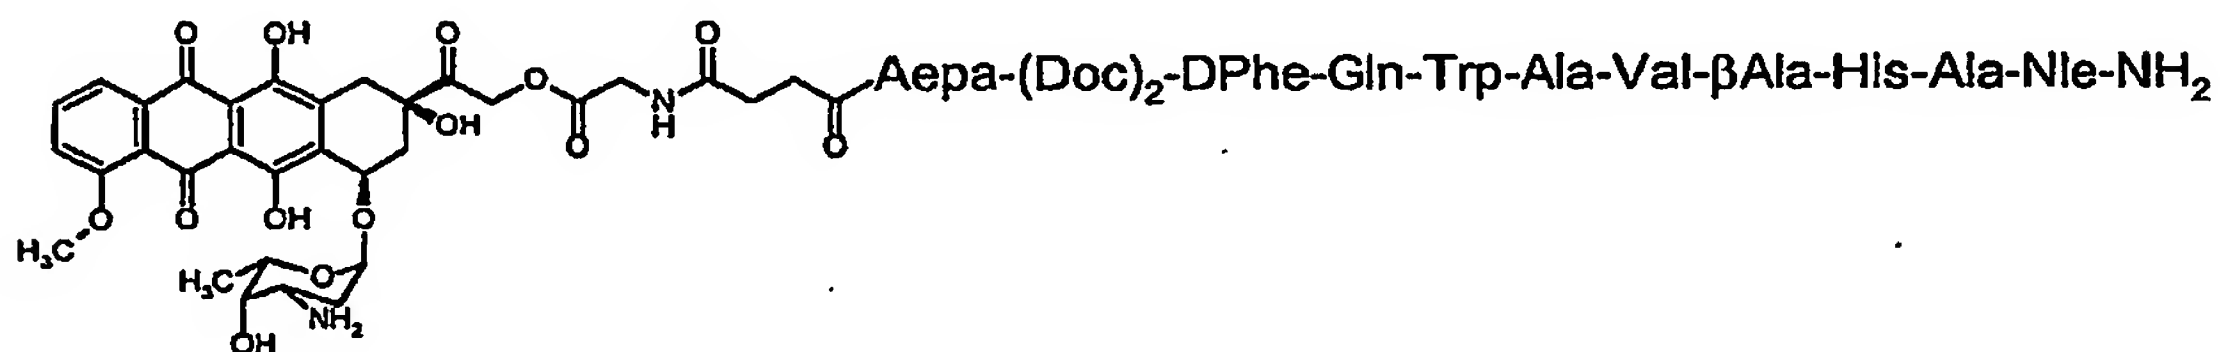 O OH O O
O Aepa-(Doc)₂-DPhe-Gln-Trp-Ala-Val-βAla-His-Ala-Nle-NH₂
N
OH H
O O
O O OH O
H₃C
H₃C O
NH₂
OH